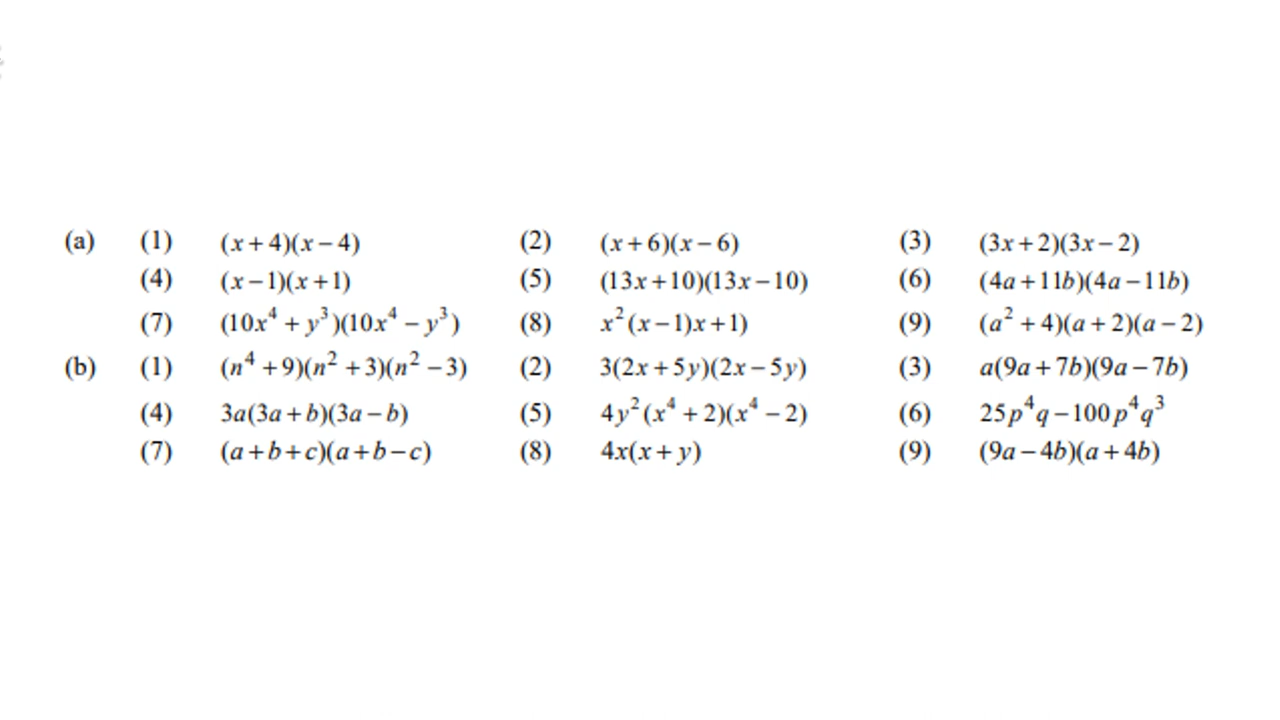 (a) (1) (x+4)(x−4) (2) (x+6)(x−6) (3) (3x+2)(3x−2)
(4) (x−1)(x+1) (5) (13x+10)(13x−10) (6) (4a+11b)(4a−11b)
(7) (10x⁴+y³)(10x⁴−y³) (8) x²(x−1)x+1) (9) (a²+4)(a+2)(a−2)
(b) (1) (n⁴+9)(n²+3)(n²−3) (2) 3(2x+5y)(2x−5y) (3) a(9a+7b)(9a−7b)
(4) 3a(3a+b)(3a−b) (5) 4y²(x⁴+2)(x⁴−2) (6) 25p⁴q−100p⁴q³
(7) (a+b+c)(a+b−c) (8) 4x(x+y) (9) (9a−4b)(a+4b)